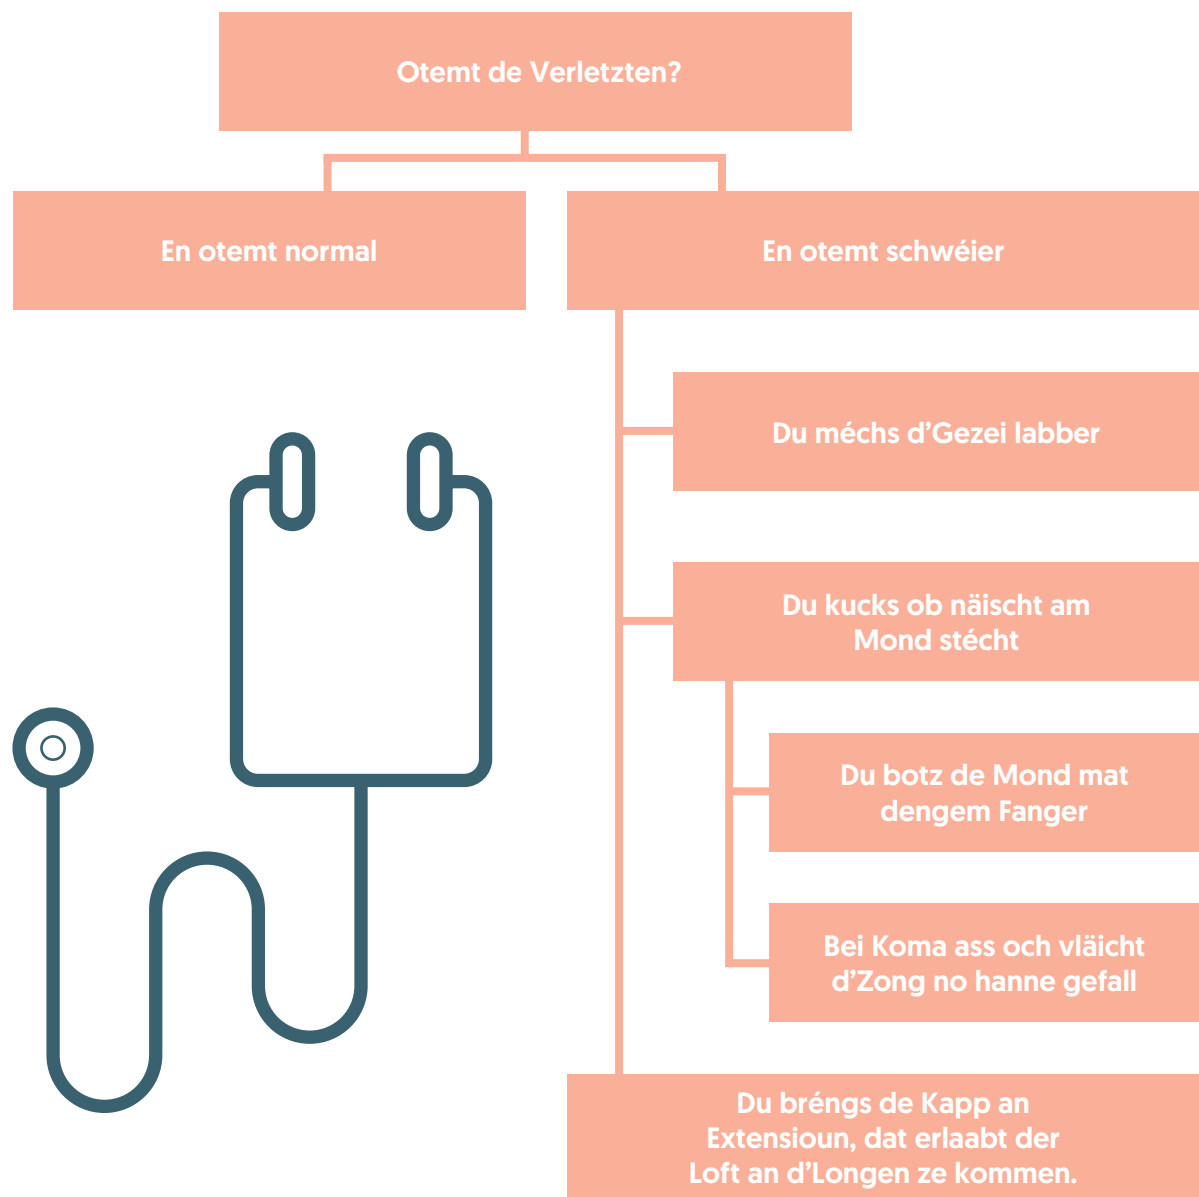 Otemt de Verletzten?
En otemt normal
En otemt schwéier
Du méchs d’Gezei labber
Du kucks ob näischt am
Mond stécht
Du botz de Mond mat
dengem Fanger
Bei Koma ass och vläicht
d’Zong no hanne gefall
Du bréngs de Kapp an
Extensioun, dat erlaabt der
Loft an d’Longen ze kommen.